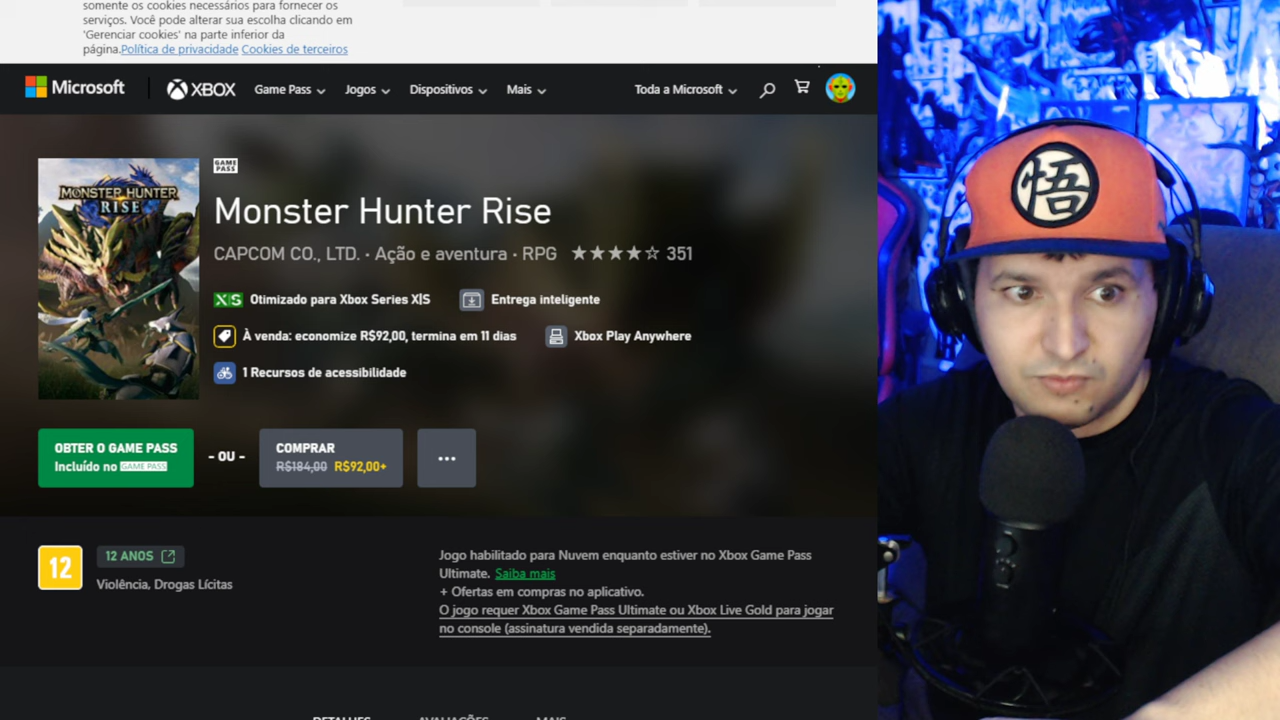 somente os cookies necessários para fornecer os
serviços. Você pode alterar sua escolha clicando em
'Gerenciar cookies' na parte inferior da
página.Política de privacidade Cookies de terceiros
Microsoft
XBOX
Game Pass
Jogos
Dispositivos
Mais
Toda a Microsoft
MONSTER HUNTER
RISE
GAME
PASS
Monster Hunter Rise
CAPCOM CO., LTD. • Ação e aventura • RPG ★★★★☆ 351
X|S Otimizado para Xbox Series X|S
Entrega inteligente
À venda: economize R$92,00, termina em 11 dias
Xbox Play Anywhere
1 Recursos de acessibilidade
OBTER O GAME PASS
Incluído no GAME PASS
- OU -
COMPRAR
R$184,00 R$92,00+
12
12 ANOS
Violência, Drogas Lícitas
Jogo habilitado para Nuvem enquanto estiver no Xbox Game Pass
Ultimate. Saiba mais
+ Ofertas em compras no aplicativo.
O jogo requer Xbox Game Pass Ultimate ou Xbox Live Gold para jogar
no console (assinatura vendida separadamente).
DETALHES
AVALIAÇÕES
MAIS
悟